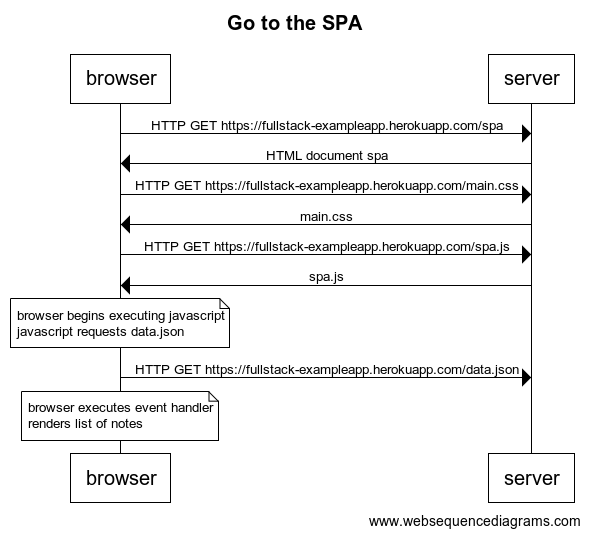 Go to the SPA
browser
server
HTTP GET https://fullstack-exampleapp.herokuapp.com/spa
HTML document spa
HTTP GET https://fullstack-exampleapp.herokuapp.com/main.css
main.css
HTTP GET https://fullstack-exampleapp.herokuapp.com/spa.js
spa.js
browser begins executing javascript
javascript requests data.json
HTTP GET https://fullstack-exampleapp.herokuapp.com/data.json
browser executes event handler
renders list of notes
browser
server
www.websequencediagrams.com